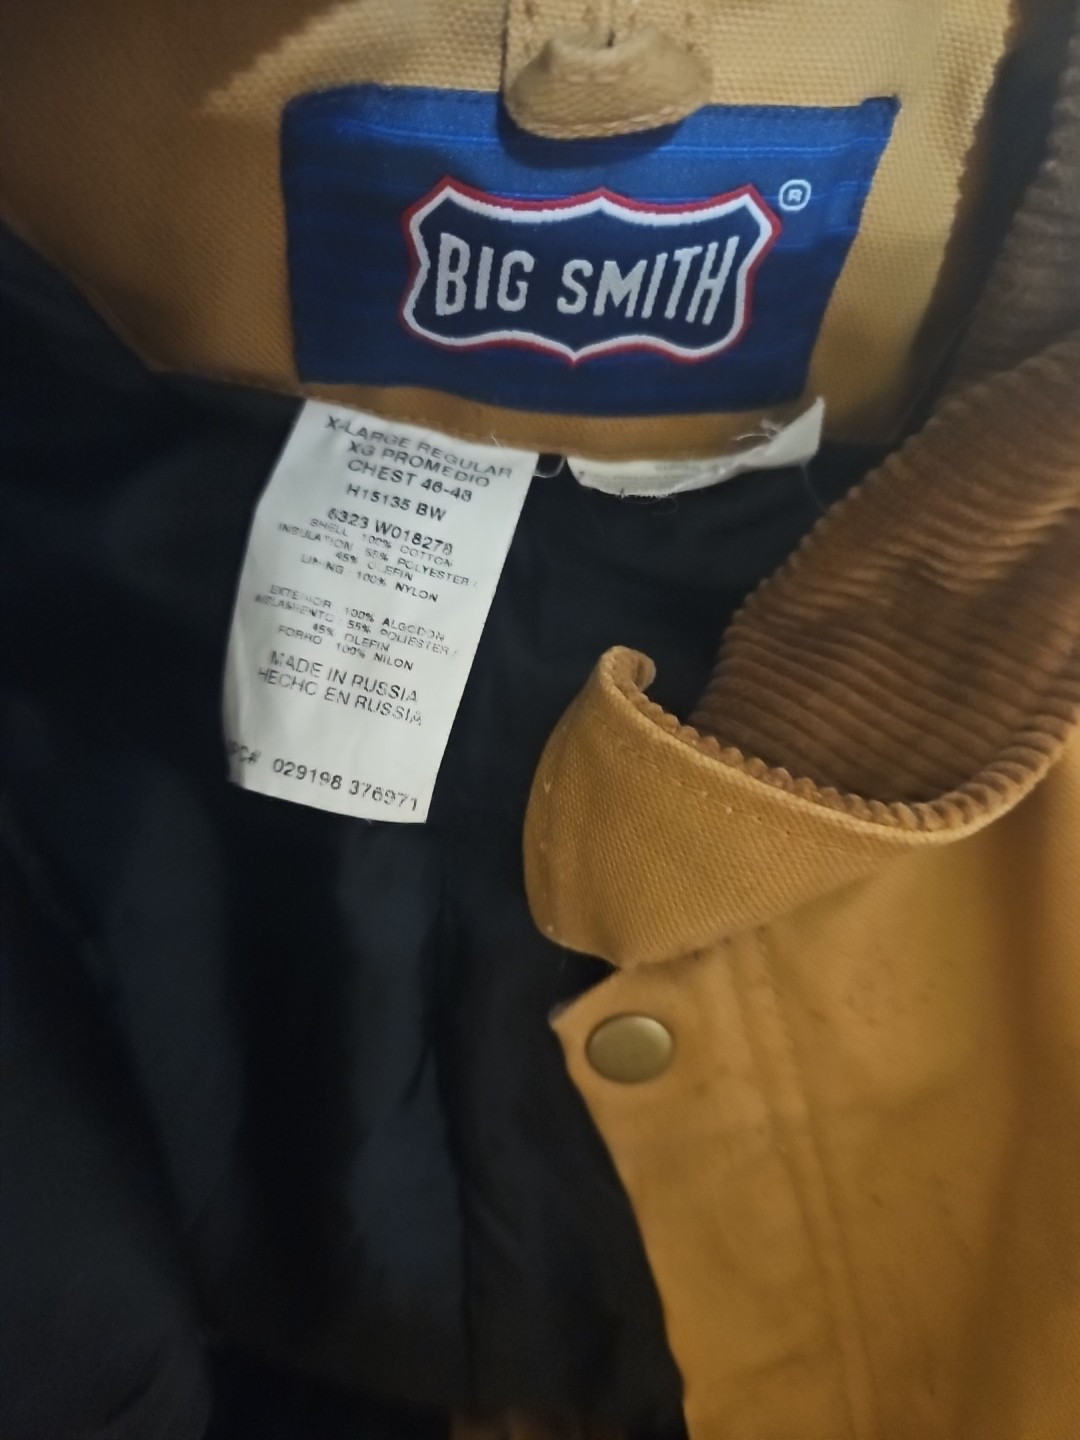 BIG SMITH ®
X-LARGE REGULAR
XG PROMEDIO
CHEST 46-48
H15135 BW
6323 W018278
SHELL 100% COTTON
INSULATION 55% POLYESTER/
45% OLEFIN
LINING 100% NYLON
EXTERIOR 100% ALGODON
AISLAMIENTO 55% POLIESTER/
45% OLEFIN
FORRO 100% NILON
MADE IN RUSSIA
HECHO EN RUSSIA
029198 376971